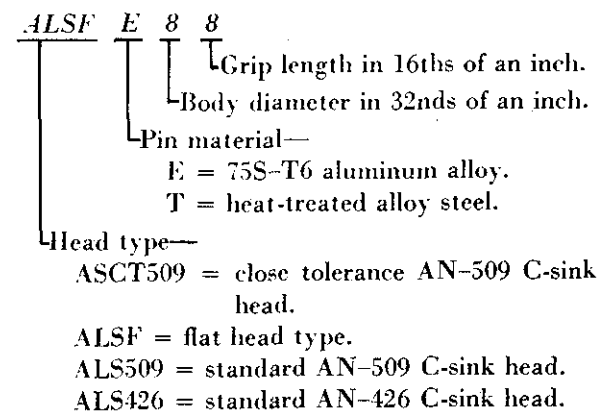 ALSF E 8 8
Grip length in 16ths of an inch.
Body diameter in 32nds of an inch.
Pin material—
E = 75S-T6 aluminum alloy.
T = heat-treated alloy steel.
Head type—
ASCT509 = close tolerance AN-509 C-sink
head.
ALSF = flat head type.
ALS509 = standard AN-509 C-sink head.
ALS426 = standard AN-426 C-sink head.